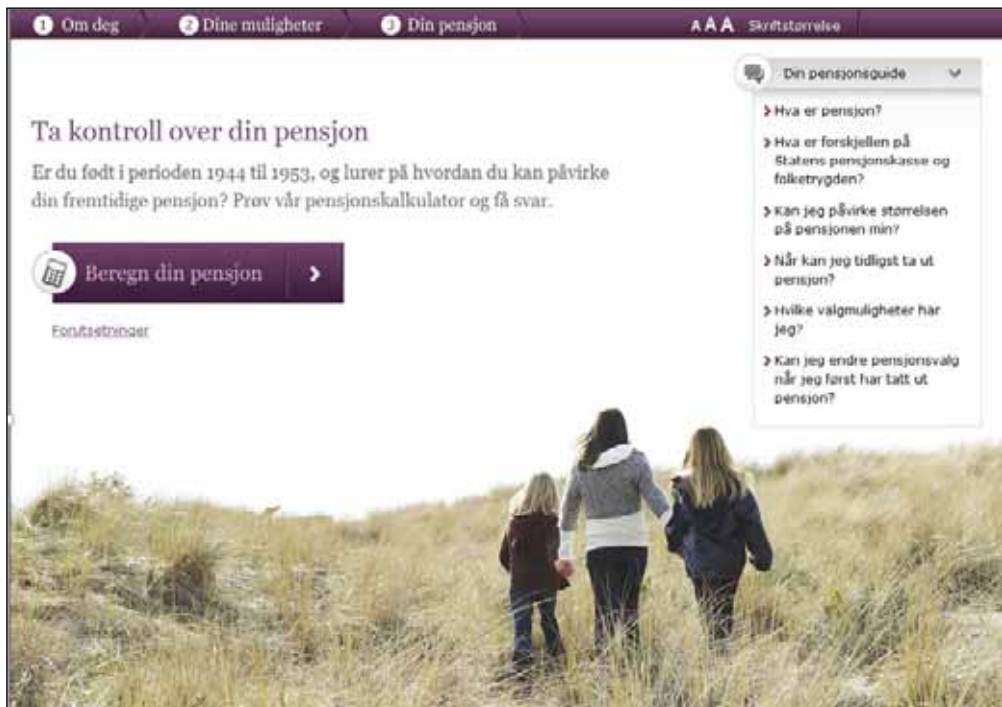 1 Om deg 2 Dine muligheter 3 Din pensjon A A A Skriftstørrelse
Ta kontroll over din pensjon
Er du født i perioden 1944 til 1953, og lurer på hvordan du kan påvirke
din fremtidige pensjon? Prøv vår pensjonskalkulator og få svar.
Beregn din pensjon
Forutsetninger
Din pensjonsguide
Hva er pensjon?
Hva er forskjellen på
Statens pensjonskasse og
folketrygden?
Kan jeg påvirke størrelsen
på pensjonen min?
Når kan jeg tidligst ta ut
pensjon?
Hvilke valgmuligheter har
jeg?
Kan jeg endre pensjonsvalg
når jeg først har tatt ut
pensjon?